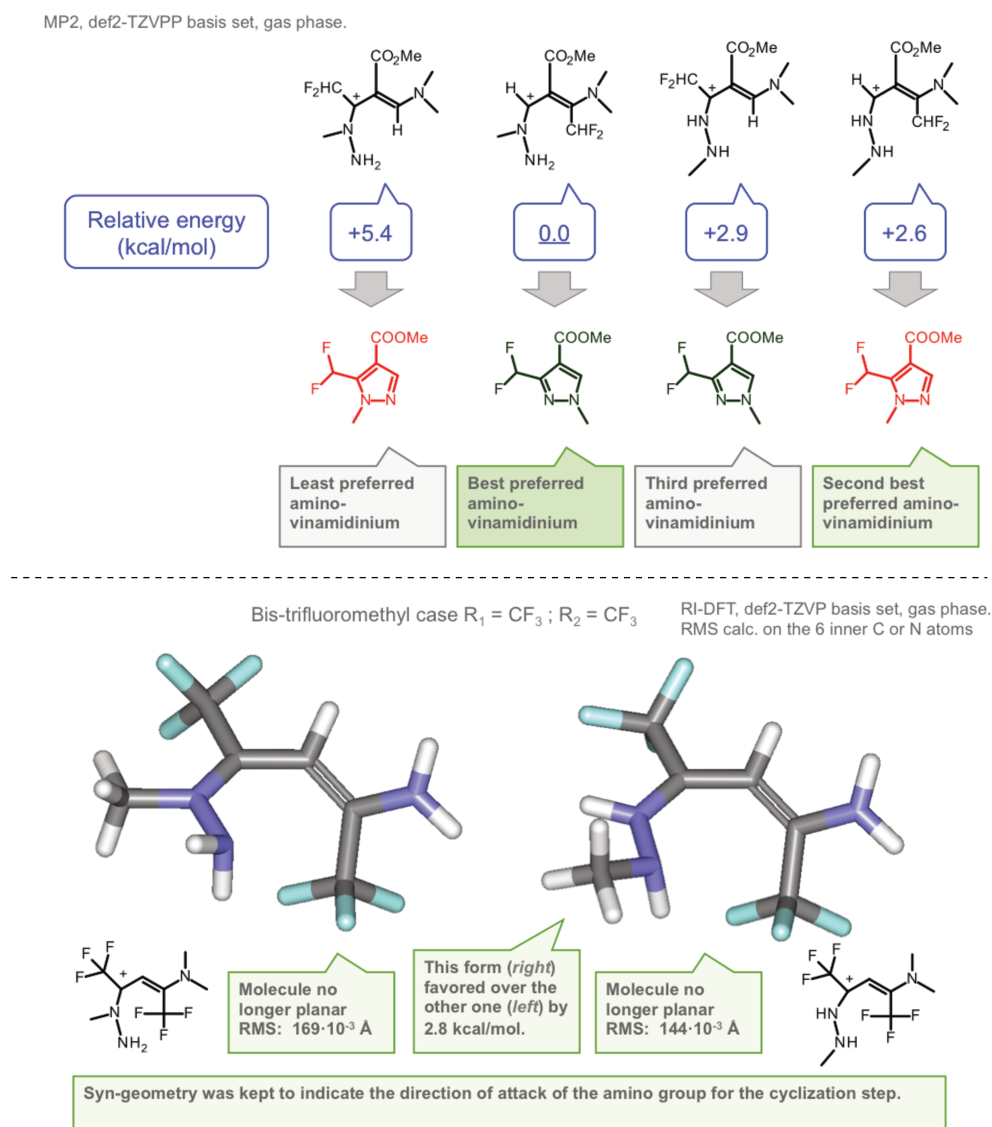 MP2, def2-TZVPP basis set, gas phase.
CO₂Me
F₂HC
+
N
H
N
NH₂
CO₂Me
H
+
N
CHF₂
N
NH₂
CO₂Me
F₂HC
+
N
HN
H
NH
CO₂Me
H
+
N
HN
CHF₂
NH
Relative energy
(kcal/mol)
+5.4
0.0
+2.9
+2.6
COOMe
F
F
N
N
COOMe
F
F
N
N
COOMe
F
F
N
N
COOMe
F
F
N
N
Least preferred
amino-
vinamidinium
Best preferred
amino-
vinamidinium
Third preferred
amino-
vinamidinium
Second best
preferred amino-
vinamidinium
Bis-trifluoromethyl case R₁ = CF₃ ; R₂ = CF₃
RI-DFT, def2-TZVP basis set, gas phase.
RMS calc. on the 6 inner C or N atoms
F
F
F
+
N
N
F
F
F
NH₂
Molecule no
longer planar
RMS: 169·10⁻³ Å
This form (right)
favored over the
other one (left) by
2.8 kcal/mol.
Molecule no
longer planar
RMS: 144·10⁻³ Å
F
F
F
+
N
HN
F
F
F
NH
Syn-geometry was kept to indicate the direction of attack of the amino group for the cyclization step.